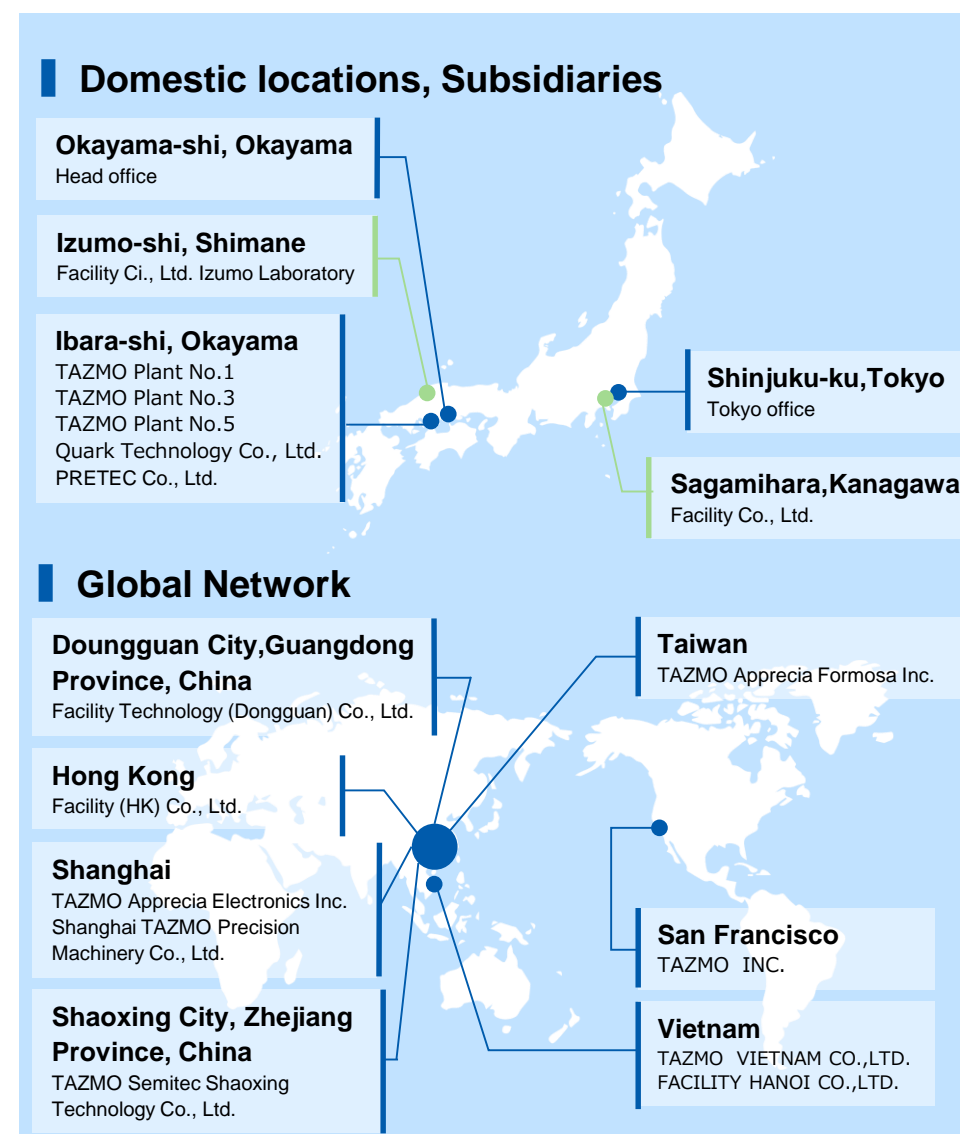 Domestic locations, Subsidiaries
Okayama-shi, Okayama
Head office
Izumo-shi, Shimane
Facility Ci., Ltd. Izumo Laboratory
Ibara-shi, Okayama
TAZMO Plant No.1
TAZMO Plant No.3
TAZMO Plant No.5
Quark Technology Co., Ltd.
PRETEC Co., Ltd.
Shinjuku-ku,Tokyo
Tokyo office
Sagamihara,Kanagawa
Facility Co., Ltd.
Global Network
Doungguan City,Guangdong
Province, China
Facility Technology (Dongguan) Co., Ltd.
Hong Kong
Facility (HK) Co., Ltd.
Shanghai
TAZMO Apprecia Electronics Inc.
Shanghai TAZMO Precision
Machinery Co., Ltd.
Shaoxing City, Zhejiang
Province, China
TAZMO Semitec Shaoxing
Technology Co., Ltd.
Taiwan
TAZMO Apprecia Formosa Inc.
San Francisco
TAZMO INC.
Vietnam
TAZMO VIETNAM CO.,LTD.
FACILITY HANOI CO.,LTD.